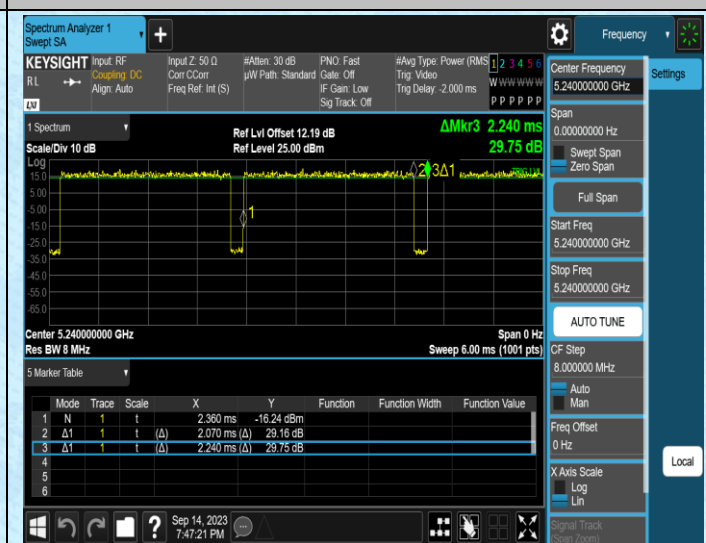 Spectrum Analyzer 1
Swept SA
Frequency
KEYSIGHT Input: RF
RL Coupling: DC
Align: Auto
Input Z: 50 Ω
Corr CCorr
Freq Ref: Int (S)
#Atten: 30 dB
µW Path: Standard
PNO: Fast
Gate: Off
IF Gain: Low
Sig Track: Off
#Avg Type: Power (RMS
Trig: Video
Trig Delay: -2.000 ms
1 2 3 4 5 6
W W W W W W
P P P P P P
LXI
1 Spectrum
Scale/Div 10 dB
Ref Lvl Offset 12.19 dB
Ref Level 25.00 dBm
ΔMkr3 2.240 ms
29.75 dB
Log
15.0
5.00
-5.00
-15.0
-25.0
-35.0
-45.0
-55.0
-65.0
1
2
3Δ1
Center 5.240000000 GHz
Res BW 8 MHz
Span 0 Hz
Sweep 6.00 ms (1001 pts)
5 Marker Table
Mode Trace Scale X Y Function Function Width Function Value
1 N 1 t 2.360 ms -16.24 dBm
2 Δ1 1 t (Δ) 2.070 ms (Δ) 29.16 dB
3 Δ1 1 t (Δ) 2.240 ms (Δ) 29.75 dB
4
5
6
Sep 14, 2023
7:47:21 PM
Center Frequency
5.240000000 GHz
Span
0.00000000 Hz
Swept Span
Zero Span
Full Span
Start Freq
5.240000000 GHz
Stop Freq
5.240000000 GHz
AUTO TUNE
CF Step
8.000000 MHz
Auto
Man
Freq Offset
0 Hz
X Axis Scale
Log
Lin
Signal Track
(Span Zoom)
Settings
Local